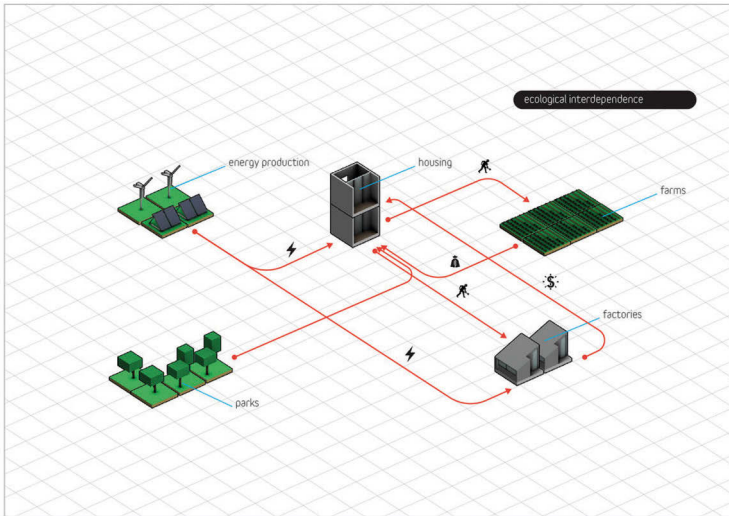 ecological interdependence
energy production
housing
farms
$
factories
parks